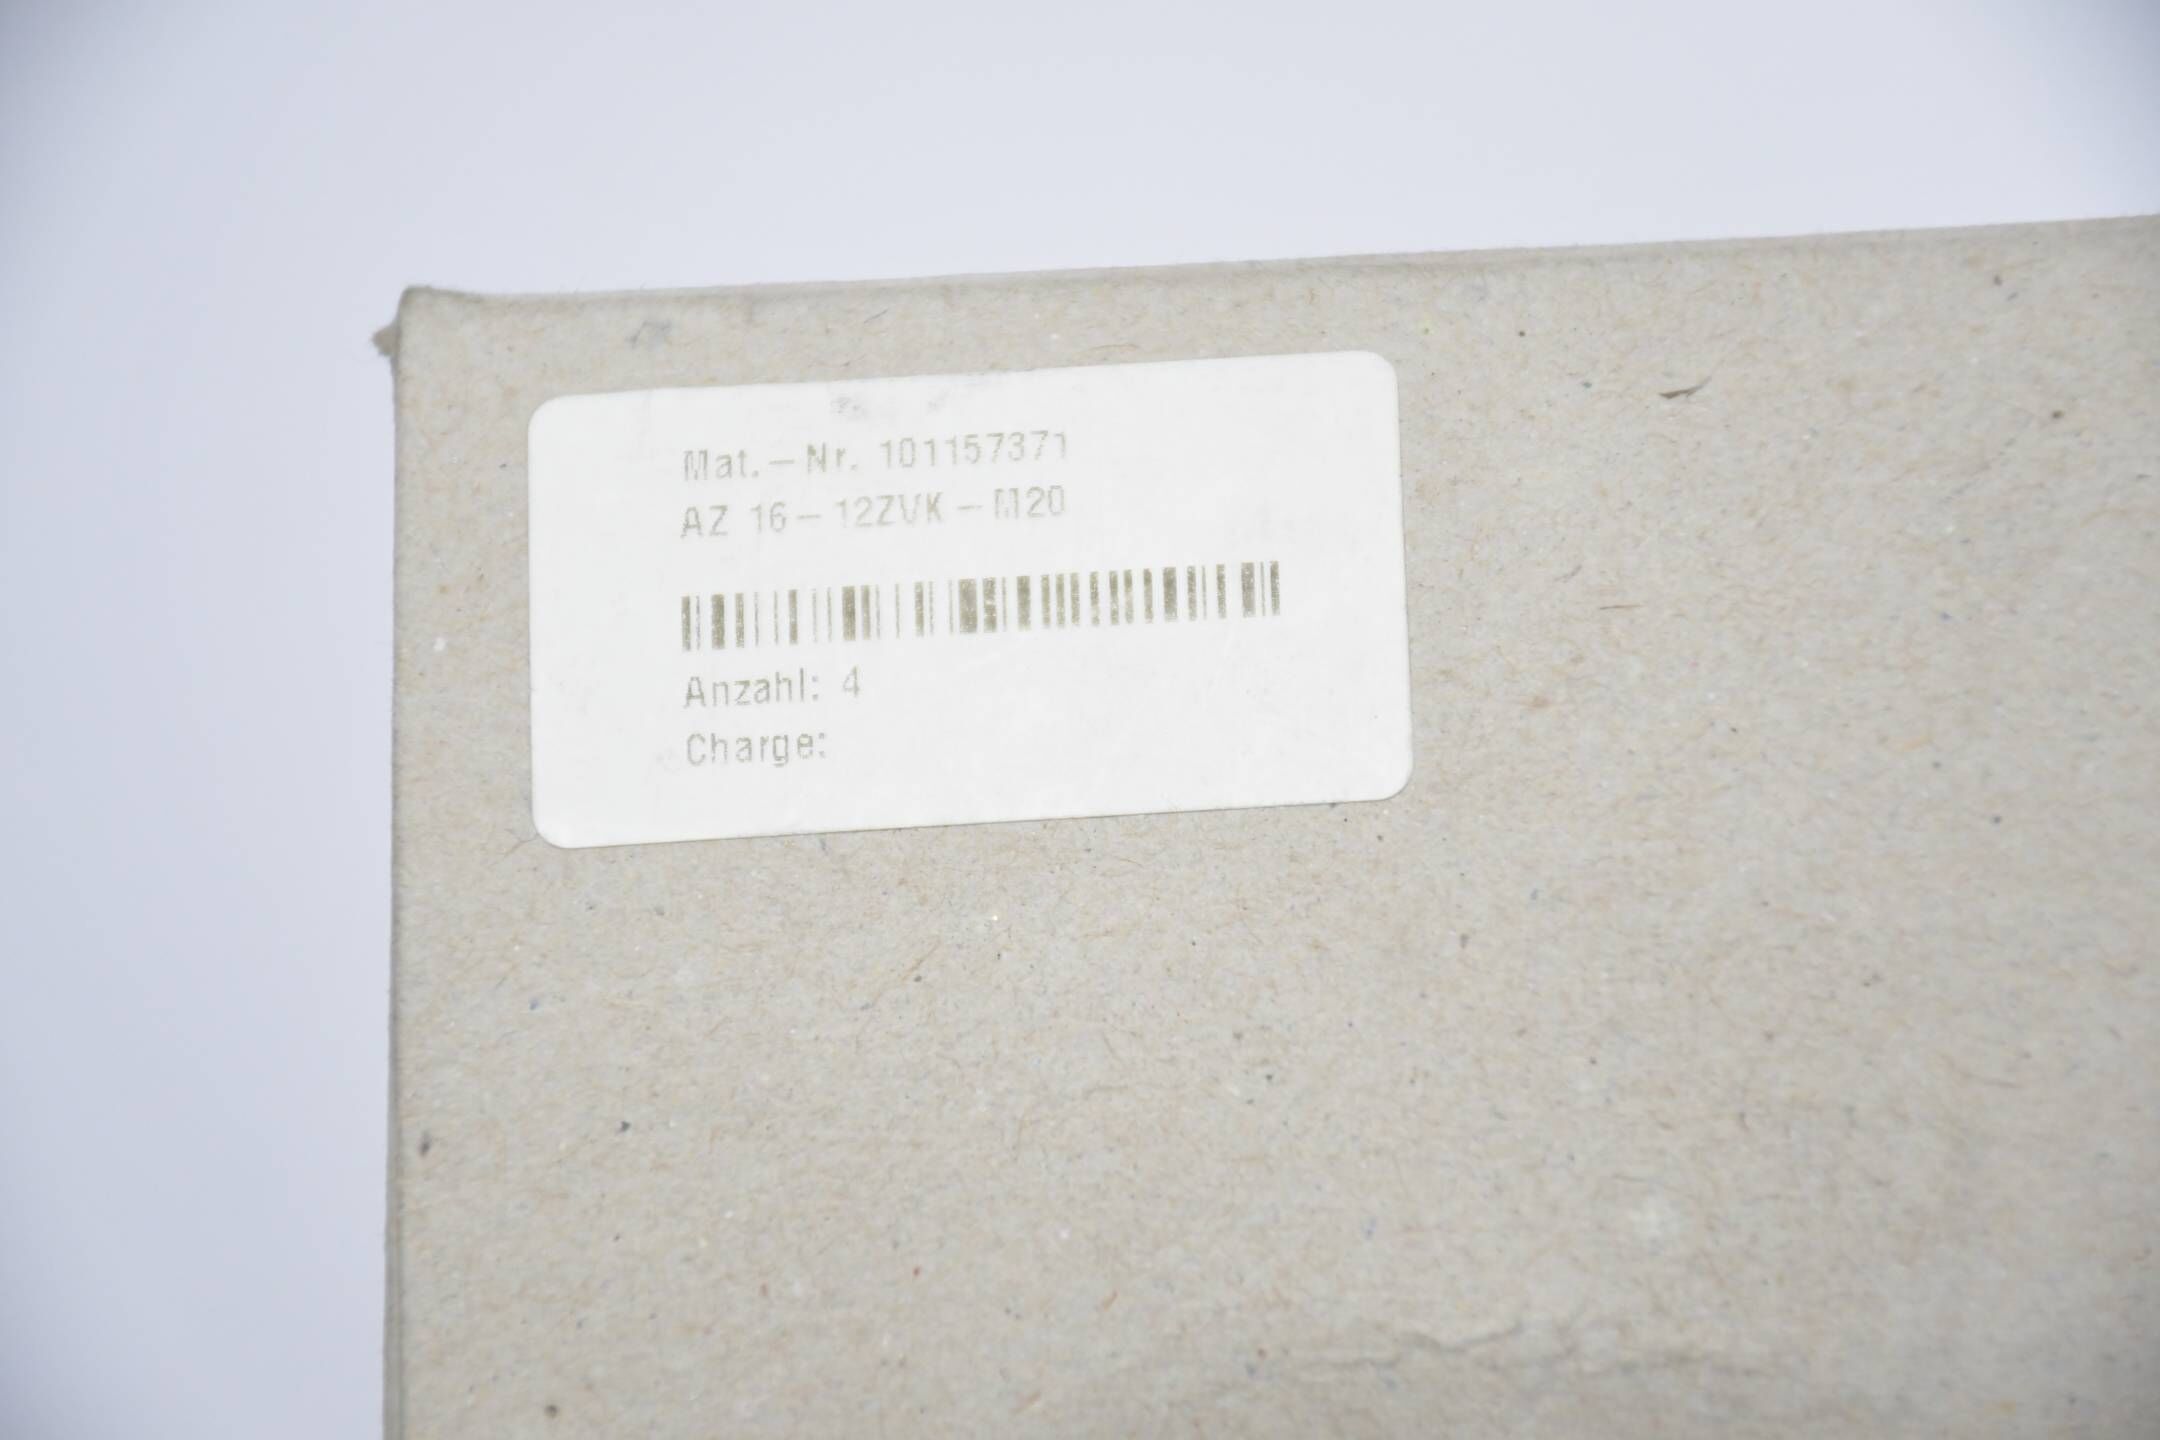 Mat.-Nr. 101157371
AZ 16-12ZVK-M20
Anzahl: 4
Charge: